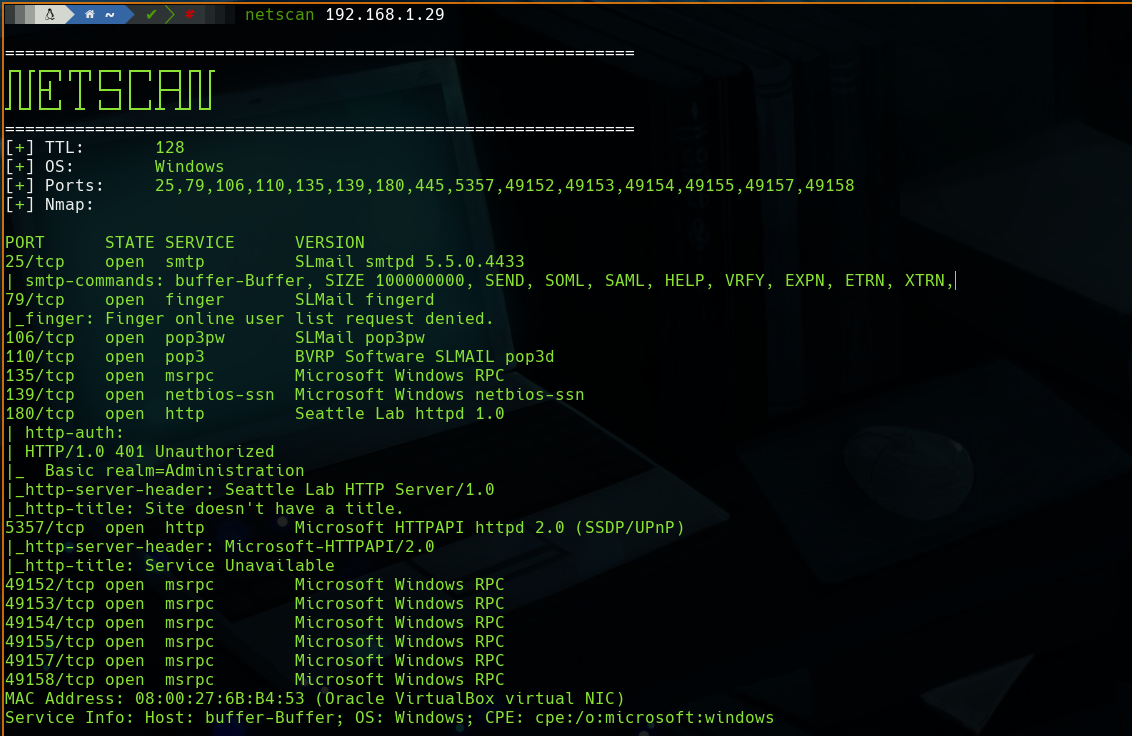 netscan 192.168.1.29
===============================================================
NETSCAN
===============================================================
[+] TTL: 128
[+] OS: Windows
[+] Ports: 25,79,106,110,135,139,180,445,5357,49152,49153,49154,49155,49157,49158
[+] Nmap:
PORT STATE SERVICE VERSION
25/tcp open smtp SLmail smtpd 5.5.0.4433
| smtp-commands: buffer-Buffer, SIZE 100000000, SEND, SOML, SAML, HELP, VRFY, EXPN, ETRN, XTRN,
79/tcp open finger SLMail fingerd
|_finger: Finger online user list request denied.
106/tcp open pop3pw SLMail pop3pw
110/tcp open pop3 BVRP Software SLMAIL pop3d
135/tcp open msrpc Microsoft Windows RPC
139/tcp open netbios-ssn Microsoft Windows netbios-ssn
180/tcp open http Seattle Lab httpd 1.0
| http-auth:
| HTTP/1.0 401 Unauthorized
|_ Basic realm=Administration
|_http-server-header: Seattle Lab HTTP Server/1.0
|_http-title: Site doesn't have a title.
5357/tcp open http Microsoft HTTPAPI httpd 2.0 (SSDP/UPnP)
|_http-server-header: Microsoft-HTTPAPI/2.0
|_http-title: Service Unavailable
49152/tcp open msrpc Microsoft Windows RPC
49153/tcp open msrpc Microsoft Windows RPC
49154/tcp open msrpc Microsoft Windows RPC
49155/tcp open msrpc Microsoft Windows RPC
49157/tcp open msrpc Microsoft Windows RPC
49158/tcp open msrpc Microsoft Windows RPC
MAC Address: 08:00:27:6B:B4:53 (Oracle VirtualBox virtual NIC)
Service Info: Host: buffer-Buffer; OS: Windows; CPE: cpe:/o:microsoft:windows